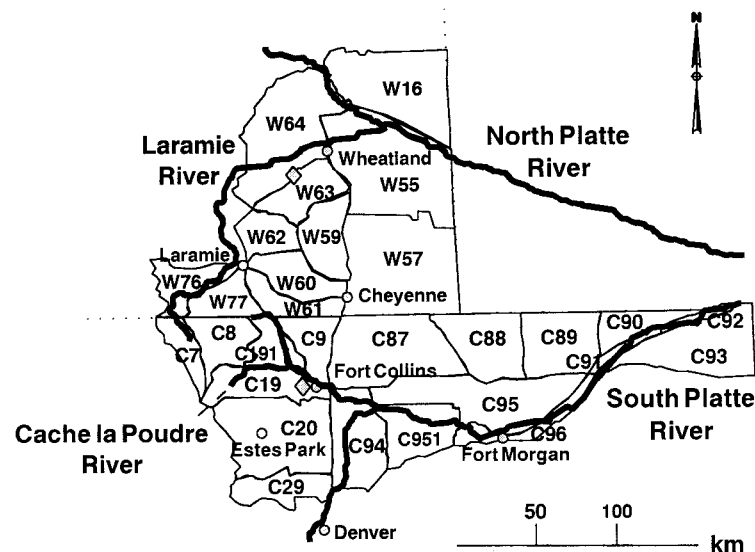 N
W16
W64
Laramie
River
North Platte
River
Wheatland
W63
W55
W62
W59
Laramie
W57
W76
W60
Cheyenne
W77
W61
C7
C8
C191
C9
C87
C88
C89
C90
C92
C91
C93
Fort Collins
C19
C95
South Platte
River
Cache la Poudre
River
C20
Estes Park
C94
C951
C96
Fort Morgan
C29
Denver
50
100
km